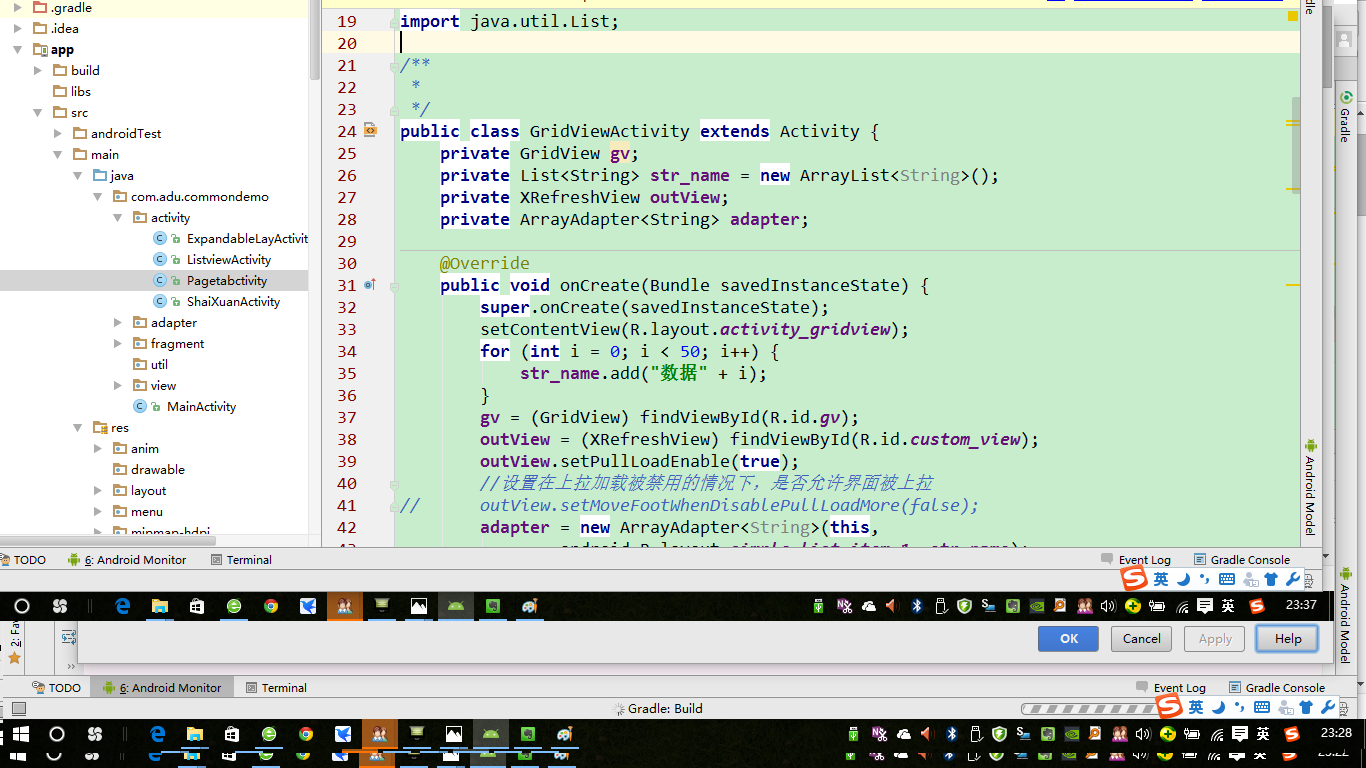 .gradle
.idea
app
build
libs
src
androidTest
main
java
com.adu.commondemo
activity
ExpandableLayActivit
ListviewActivity
Pagetabctivity
ShaiXuanActivity
adapter
fragment
util
view
MainActivity
res
anim
drawable
layout
menu
mipmap-hdpi
19 import java.util.List;
20
21 /**
22 *
23 */
24 public class GridViewActivity extends Activity {
25 private GridView gv;
26 private List<String> str_name = new ArrayList<String>();
27 private XRefreshView outView;
28 private ArrayAdapter<String> adapter;
29
30 @Override
31 public void onCreate(Bundle savedInstanceState) {
32 super.onCreate(savedInstanceState);
33 setContentView(R.layout.activity_gridview);
34 for (int i = 0; i < 50; i++) {
35 str_name.add("数据" + i);
36 }
37 gv = (GridView) findViewById(R.id.gv);
38 outView = (XRefreshView) findViewById(R.id.custom_view);
39 outView.setPullLoadEnable(true);
40 //设置在上拉加载被禁用的情况下，是否允许界面被上拉
41 // outView.setMoveFootWhenDisablePullLoadMore(false);
42 adapter = new ArrayAdapter<String>(this,
Gradle
Android Model
Android Model
TODO 6: Android Monitor Terminal Event Log Gradle Console
英
英 23:37
2: Fav
OK Cancel Apply Help
TODO 6: Android Monitor Terminal Event Log Gradle Console
Gradle: Build 英
英 23:28